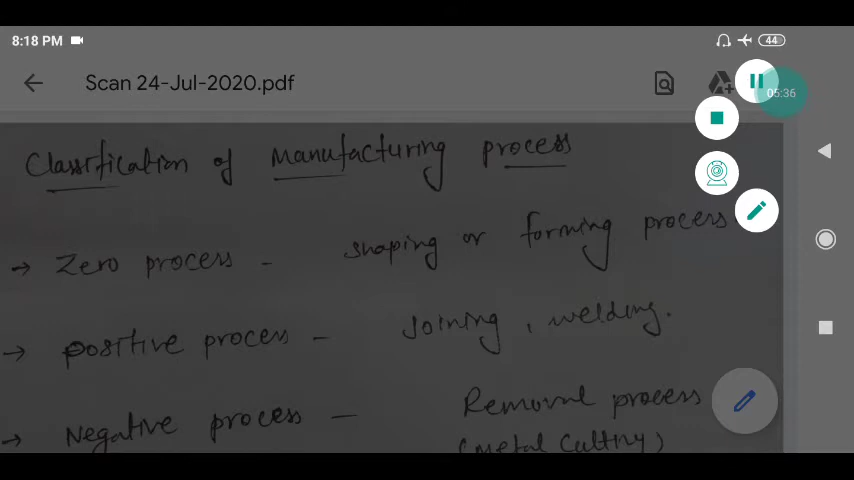 8:18 PM 44
Scan 24-Jul-2020.pdf
05:36
Classification of Manufacturing process
→ Zero process - shaping or forming process.
→ positive process - Joining, welding.
→ Negative process - Removal process
(metal cutting)